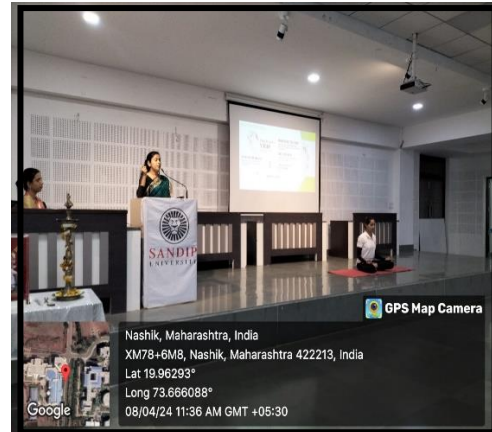 SANDIP
UNIVERSITY
GPS Map Camera
Nashik, Maharashtra, India
XM78+6M8, Nashik, Maharashtra 422213, India
Lat 19.96293°
Long 73.666088°
08/04/24 11:36 AM GMT +05:30
Google